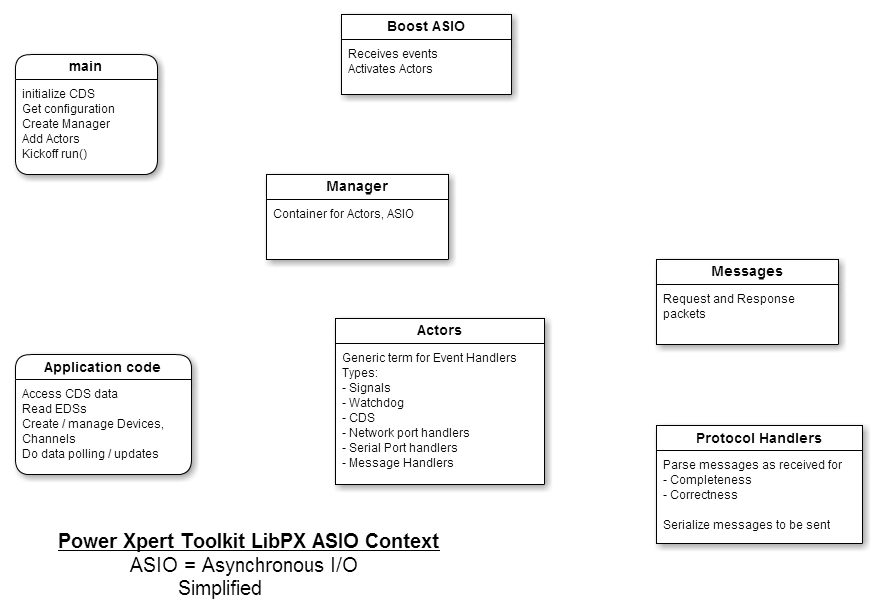 Boost ASIO
Receives events
Activates Actors
main
initialize CDS
Get configuration
Create Manager
Add Actors
Kickoff run()
Manager
Container for Actors, ASIO
Messages
Request and Response
packets
Actors
Generic term for Event Handlers
Types:
- Signals
- Watchdog
- CDS
- Network port handlers
- Serial Port handlers
- Message Handlers
Application code
Access CDS data
Read EDSs
Create / manage Devices,
Channels
Do data polling / updates
Protocol Handlers
Parse messages as received for
- Completeness
- Correctness
Serialize messages to be sent
Power Xpert Toolkit LibPX ASIO Context
ASIO = Asynchronous I/O
Simplified